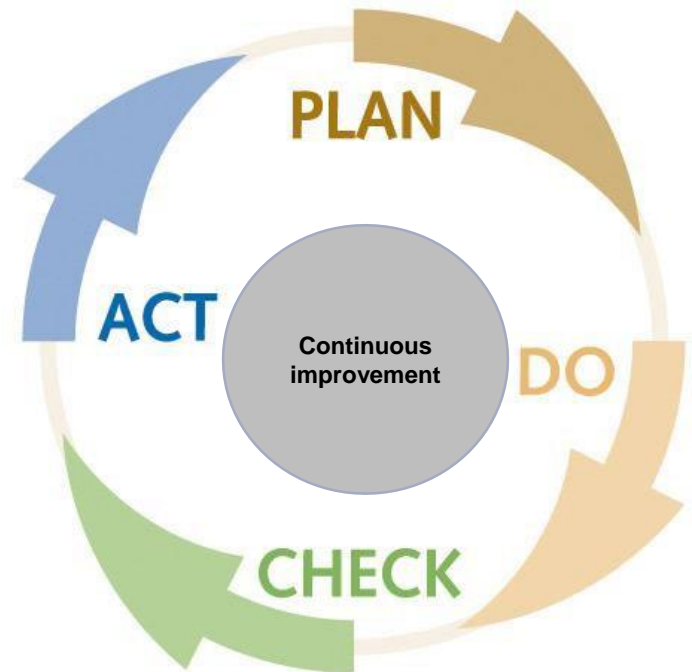 PLAN
DO
CHECK
ACT
Continuous
improvement